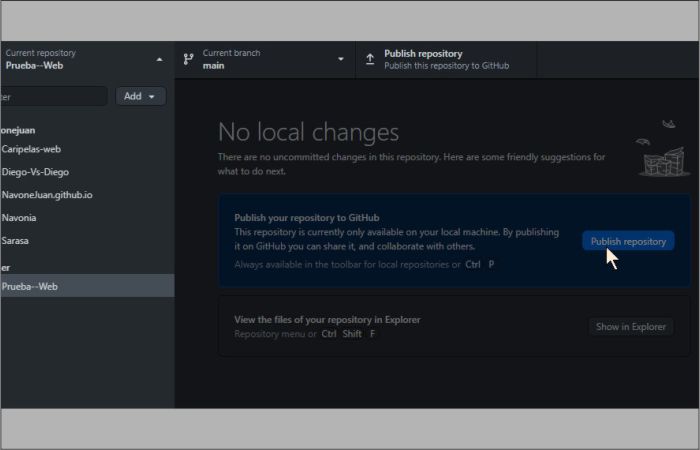 Current repository
Prueba--Web
Current branch
main
Publish repository
Publish this repository to GitHub
ter
Add
onejuan
Caripelas-web
Diego-Vs-Diego
NavoneJuan.github.io
Navonia
Sarasa
er
Prueba--Web
No local changes
There are no uncommitted changes in this repository. Here are some friendly suggestions for
what to do next.
Publish your repository to GitHub
This repository is currently only available on your local machine. By publishing
it on GitHub you can share it, and collaborate with others.
Always available in the toolbar for local repositories or Ctrl P
Publish repository
View the files of your repository in Explorer
Repository menu or Ctrl Shift F
Show in Explorer